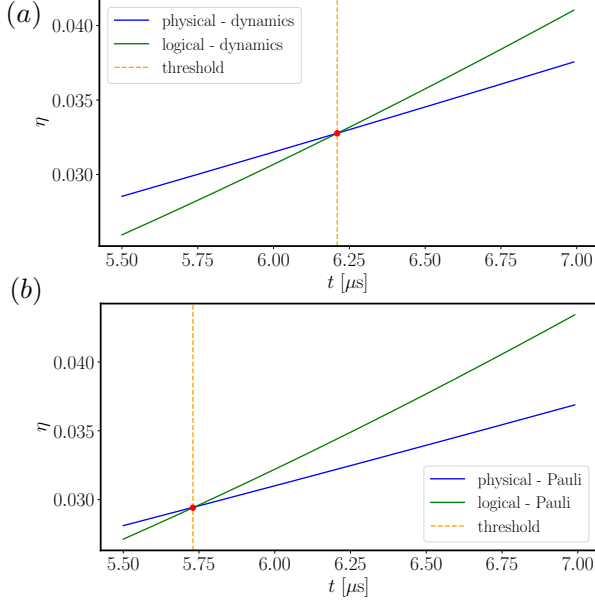 (a)
0.040
0.035
0.030
η
physical - dynamics
logical - dynamics
threshold
5.50 5.75 6.00 6.25 6.50 6.75 7.00
t [μs]
(b)
0.040
0.035
0.030
η
physical - Pauli
logical - Pauli
threshold
5.50 5.75 6.00 6.25 6.50 6.75 7.00
t [μs]